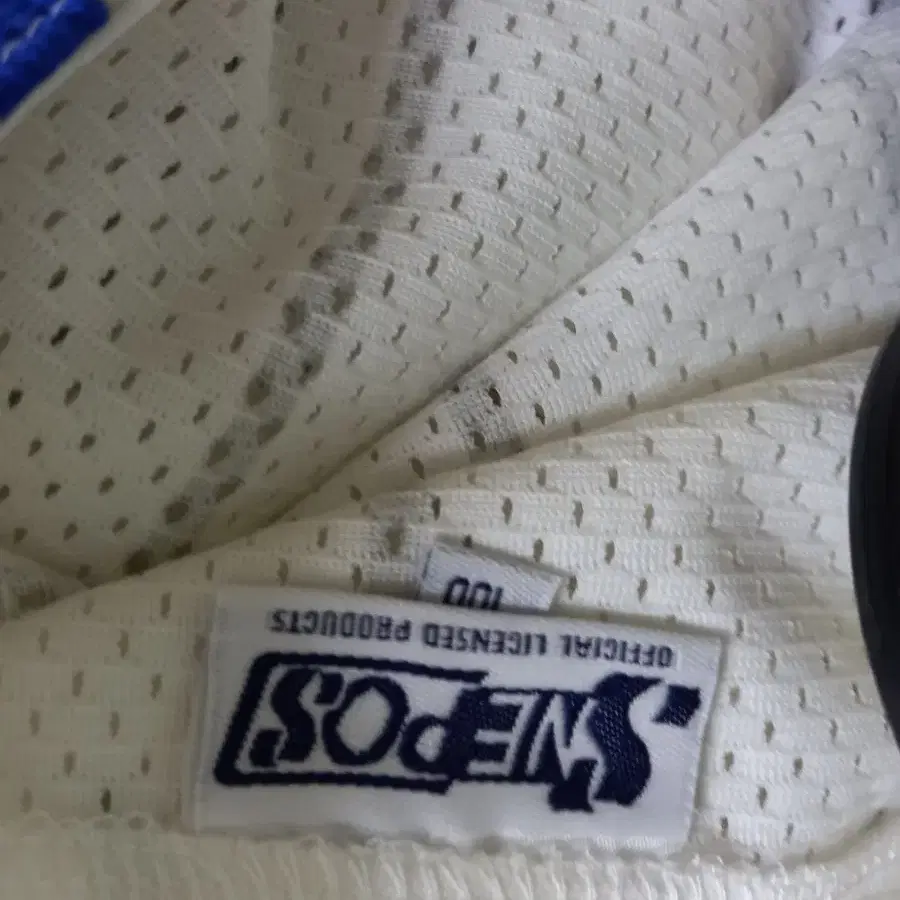 SNEPOS
OFFICIAL LICENSED PRODUCTS
100